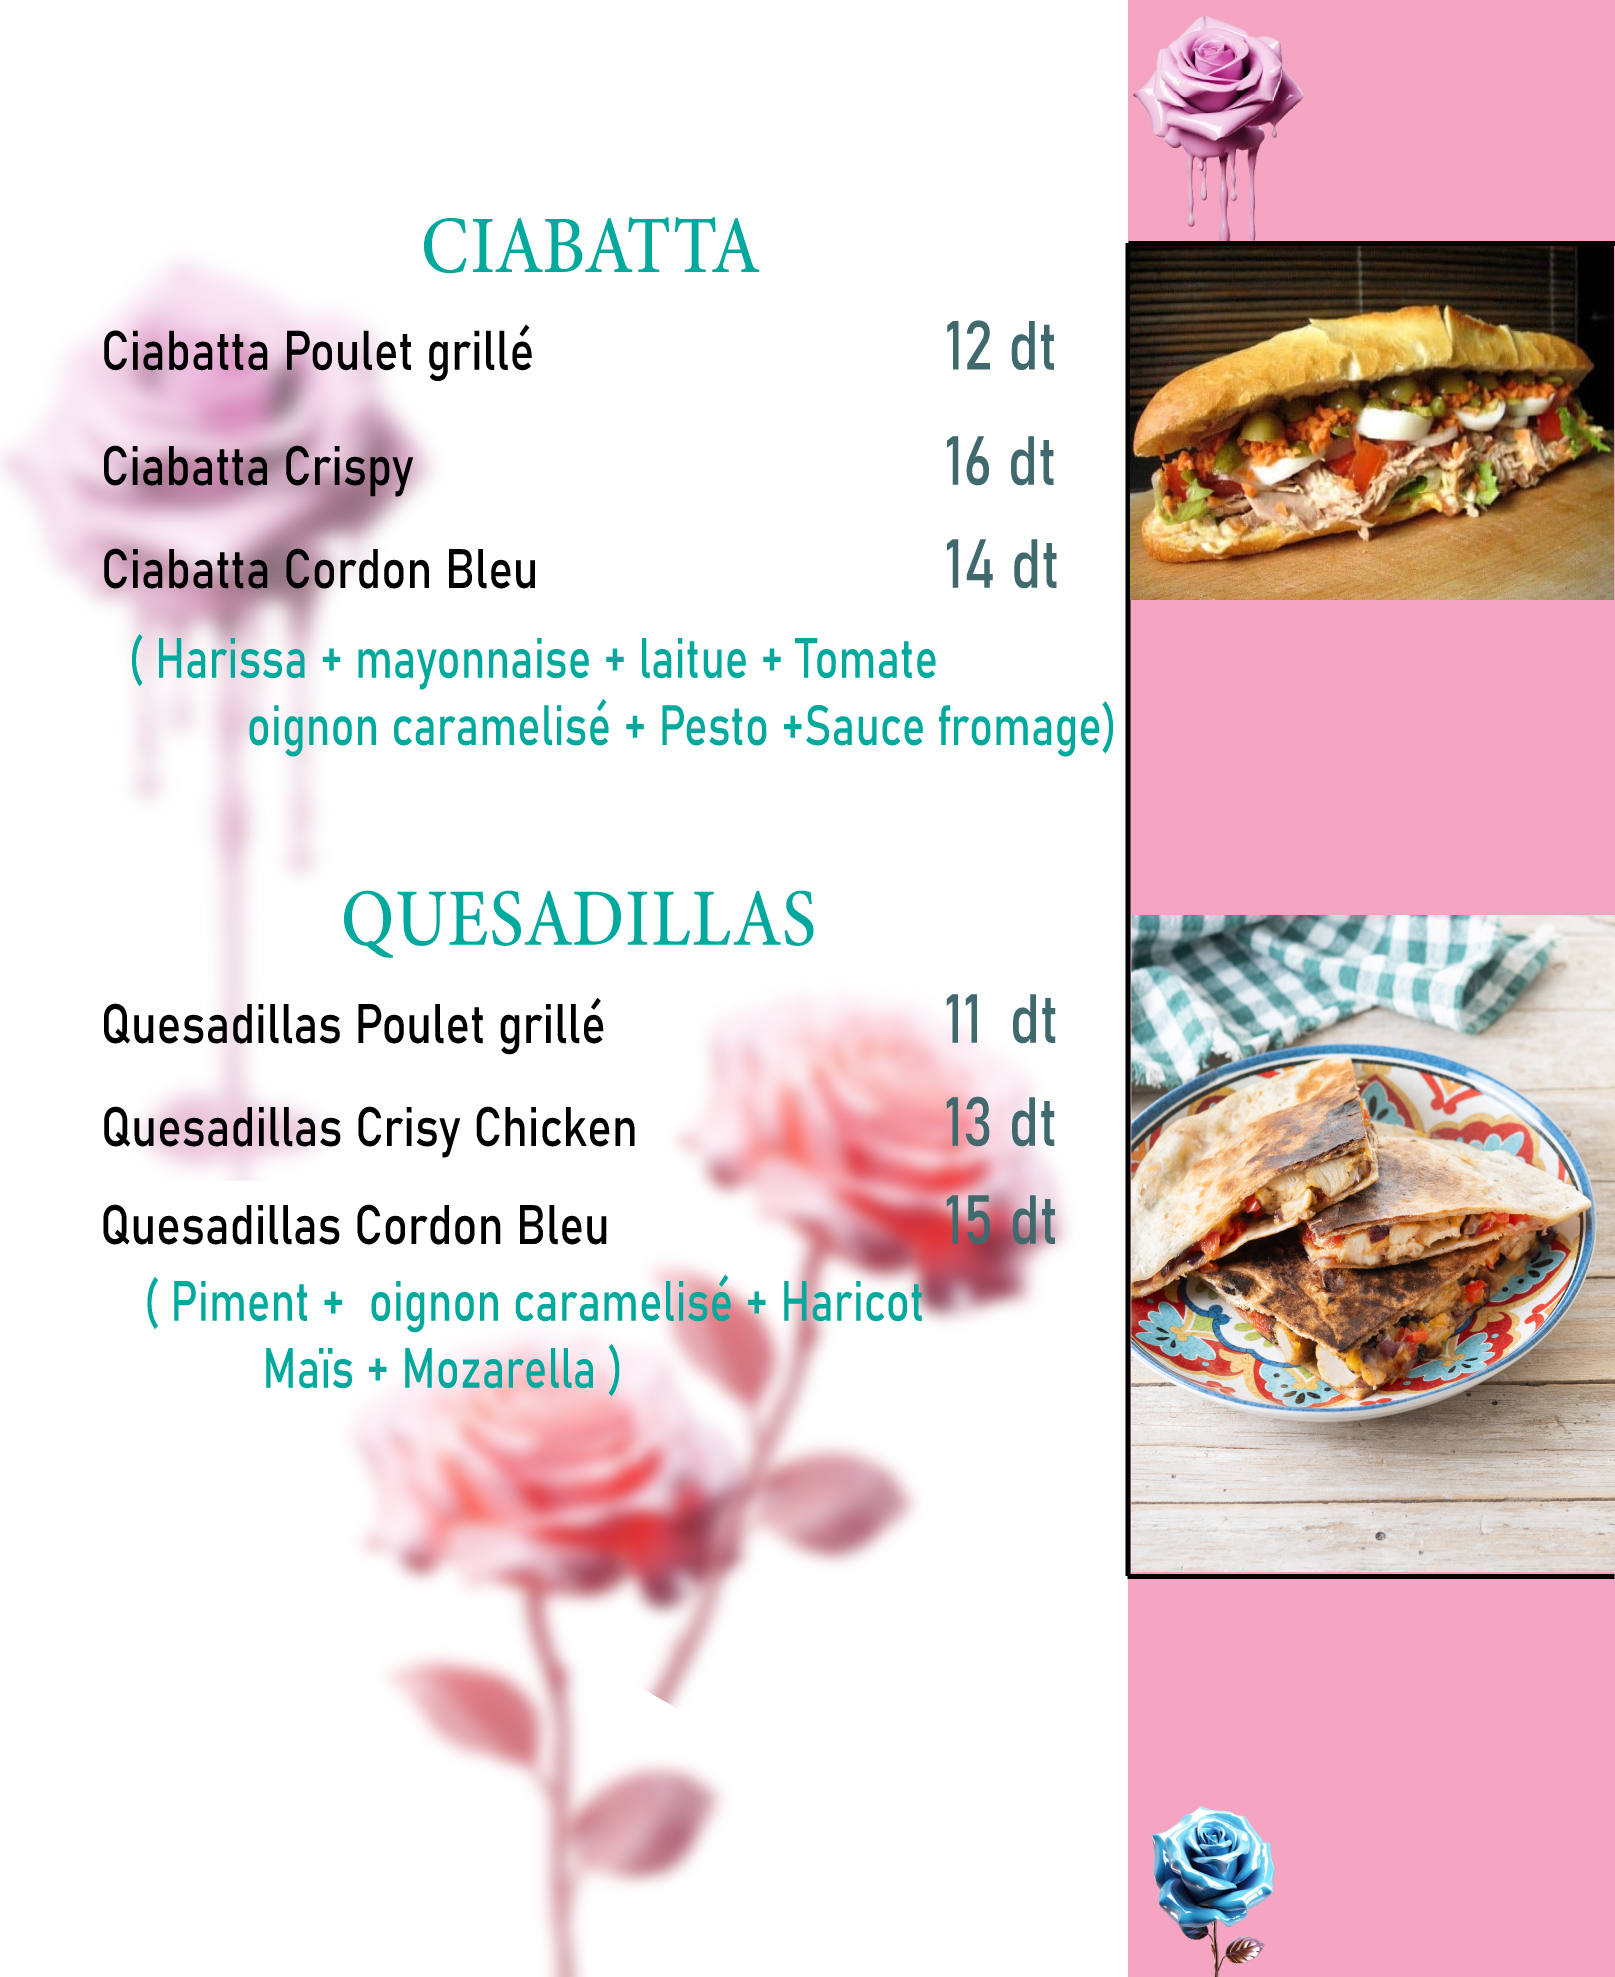 CIABATTA
Ciabatta Poulet grillé 12 dt
Ciabatta Crispy 16 dt
Ciabatta Cordon Bleu 14 dt
( Harissa + mayonnaise + laitue + Tomate
oignon caramelisé + Pesto +Sauce fromage)
QUESADILLAS
Quesadillas Poulet grillé 11 dt
Quesadillas Crisy Chicken 13 dt
Quesadillas Cordon Bleu 15 dt
( Piment + oignon caramelisé + Haricot
Maïs + Mozarella )